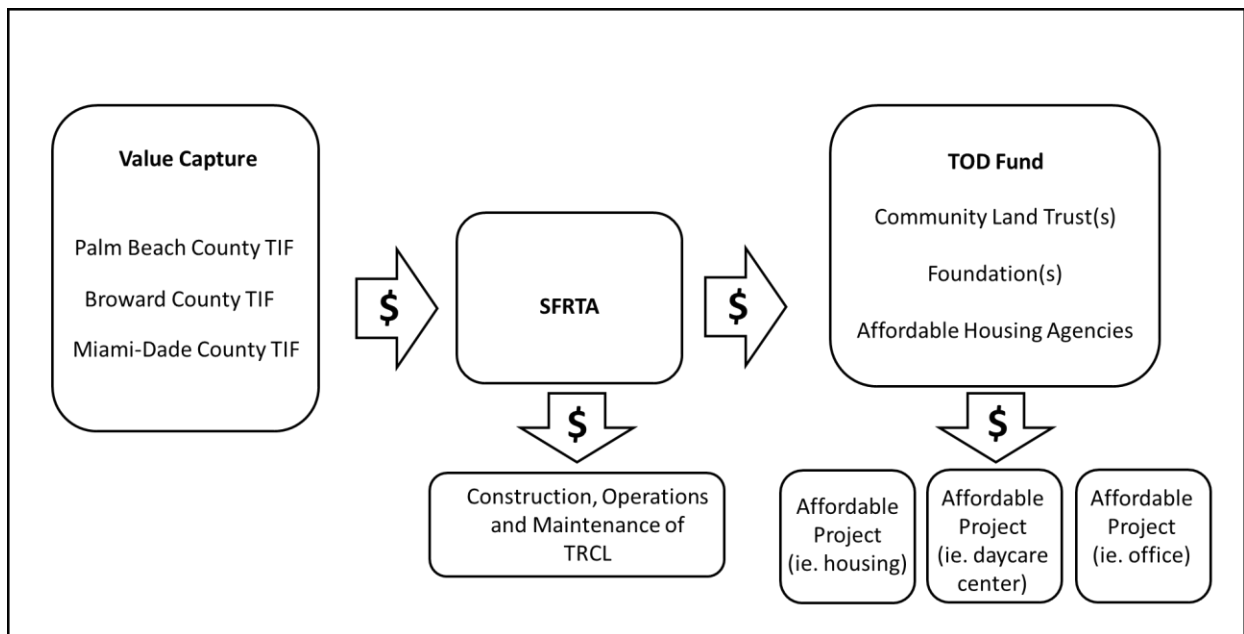 Value Capture
Palm Beach County TIF
Broward County TIF
Miami-Dade County TIF
$
SFRTA
$
TOD Fund
Community Land Trust(s)
Foundation(s)
Affordable Housing Agencies
$
Construction, Operations
and Maintenance of
TRCL
$
Affordable
Project
(ie. housing)
Affordable
Project
(ie. daycare
center)
Affordable
Project
(ie. office)